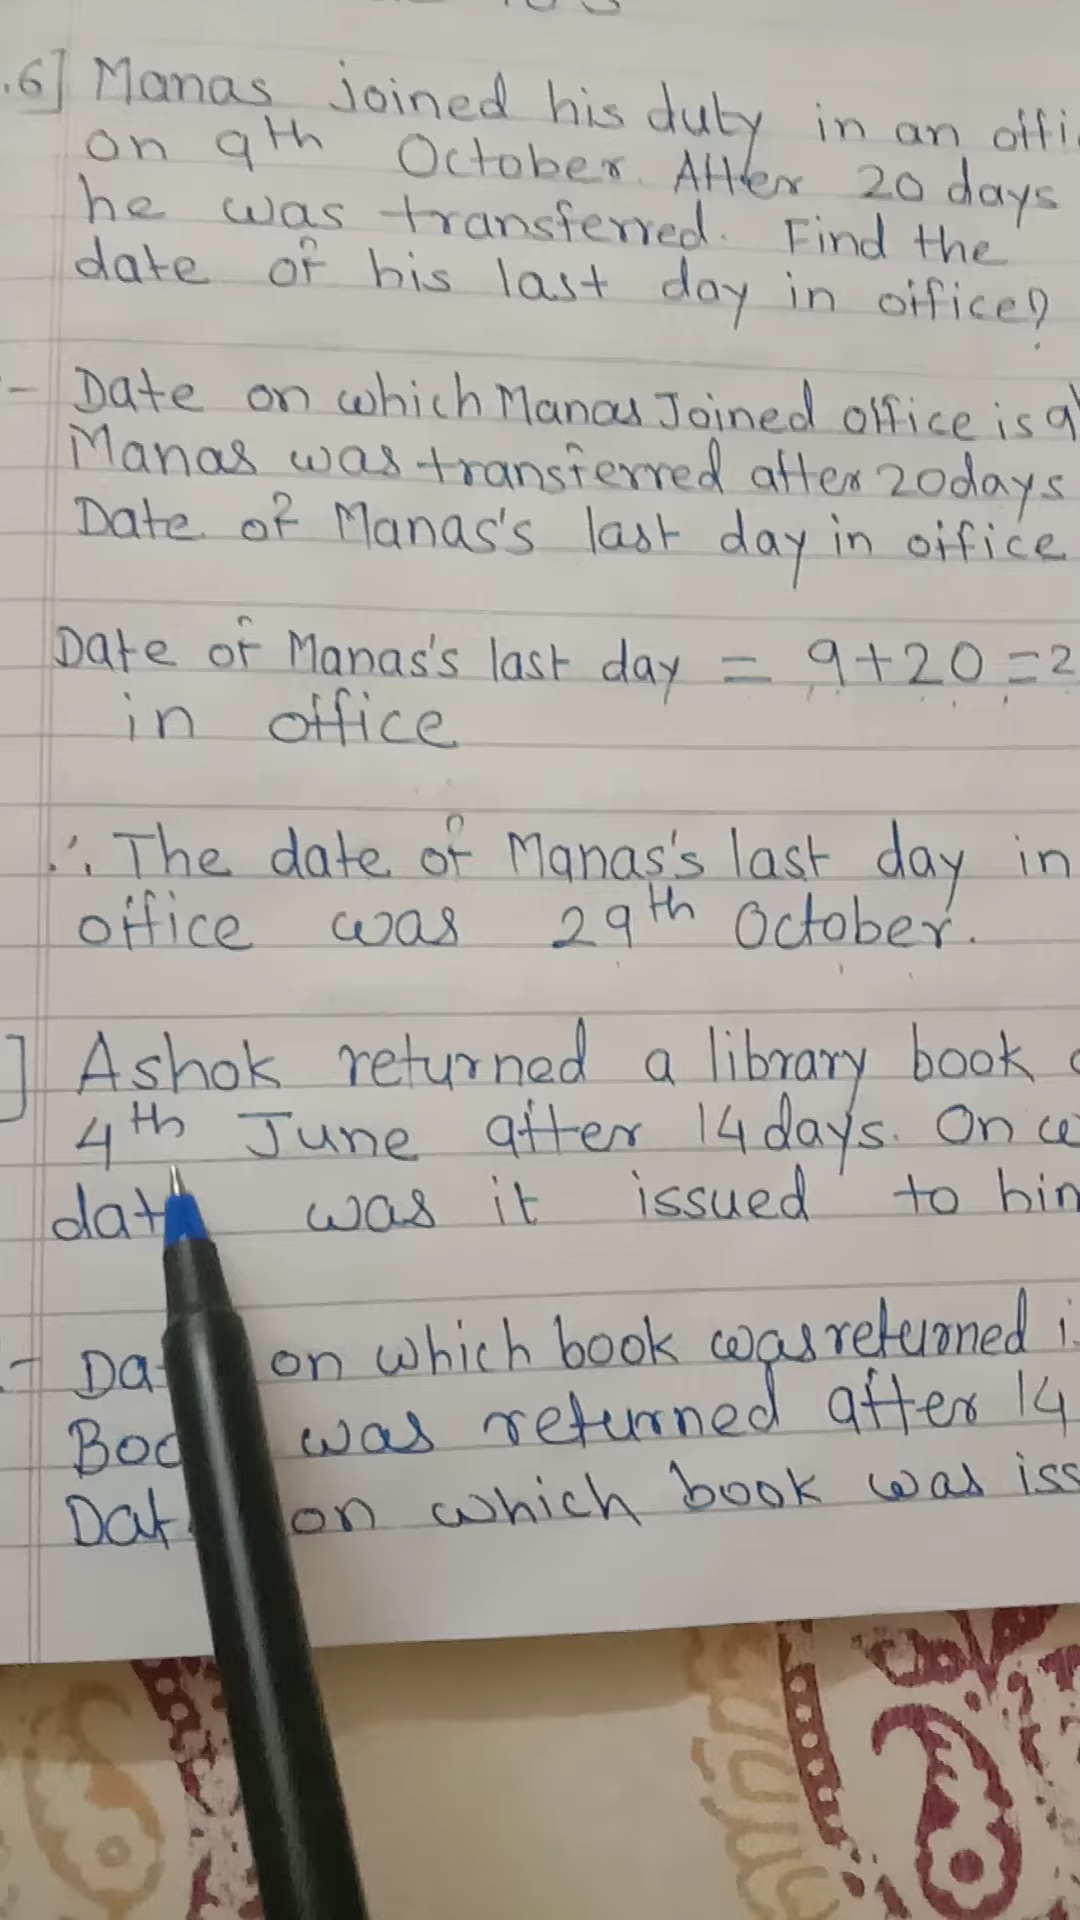 .6] Manas joined his duty in an offi
on 9th October. After 20 days
he was transferred. Find the
date of his last day in office?
- Date on which Manas Joined office is 9
Manas was transferred after 20days
Date of Manas's last day in office
Date of Manas's last day = 9+20 = 2
in office
∴ The date of Manas's last day in
office was 29th October.
] Ashok returned a library book
4th June after 14 days. On
dat was it issued to him
- Da on which book was returned i
Boo was returned after 14
Dat on which book was iss